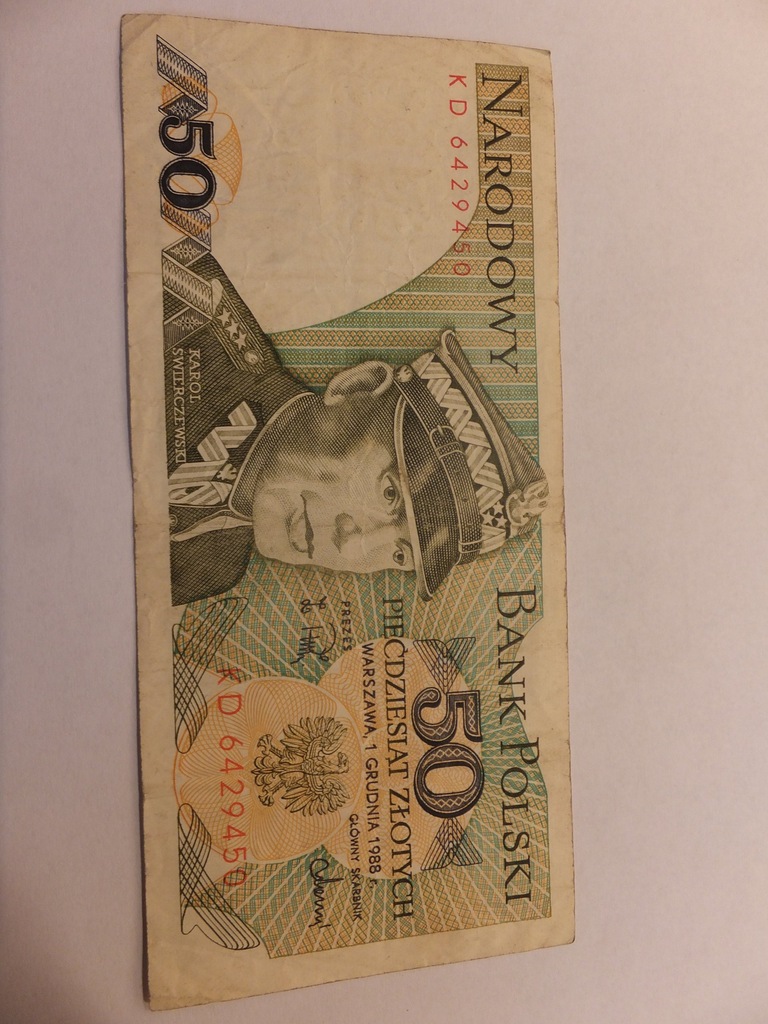 NARODOWY BANK POLSKI
KD 6429450
50
PIĘĆDZIESIĄT ZŁOTYCH
WARSZAWA, 1 GRUDNIA 1988 r.
PREZES
GŁÓWNY SKARBNIK
KD 6429450
50
KAROL
ŚWIERCZEWSKI